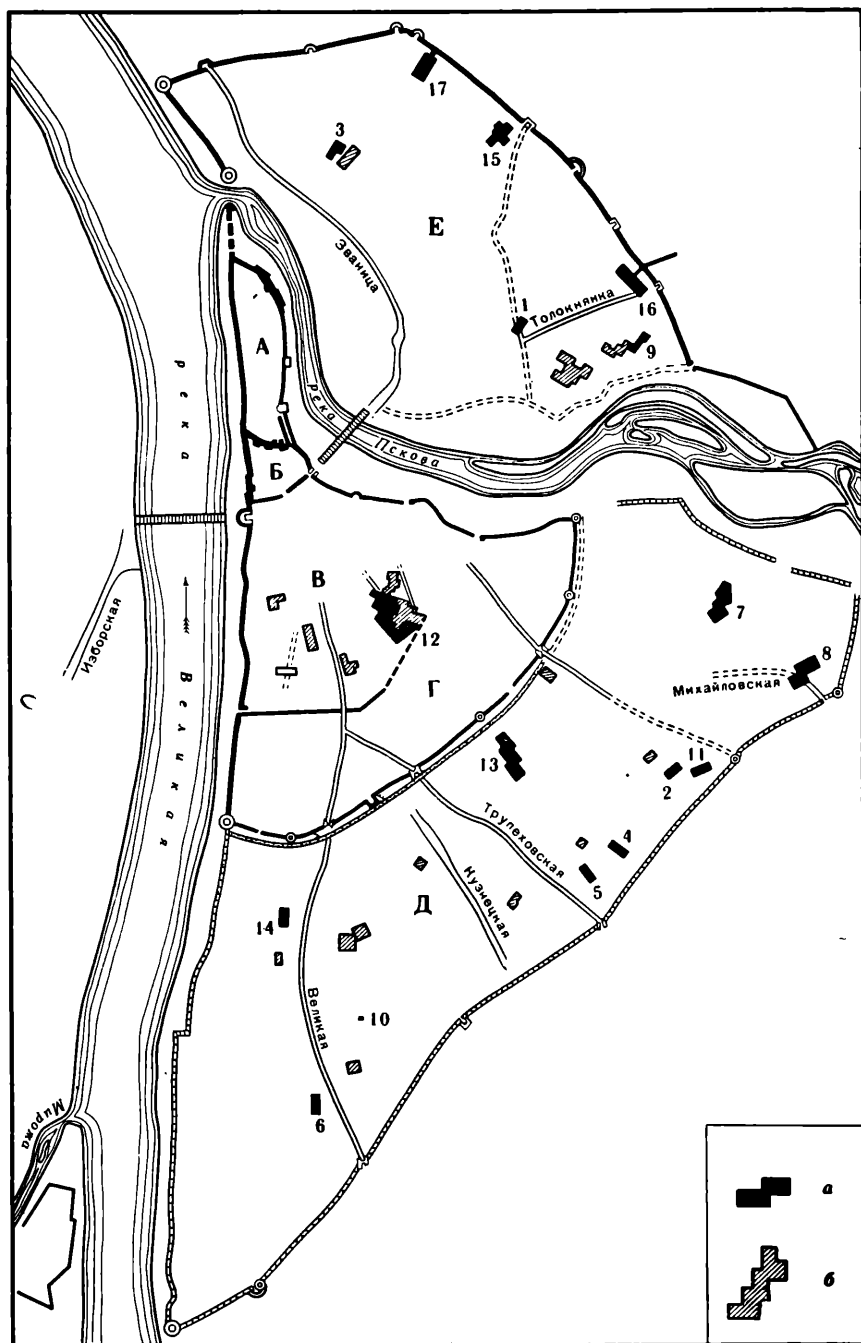 17
3
15
Е
Званица
1
Толокнянка
16
9
А
река
река
Пскова
Б
Изборская
В
12
7
8
Михайловская
Г
13
2
11
Великая
Трупеховская
4
5
Кузнецкая
Д
14
Великая
10
6
Мирожа
а
б